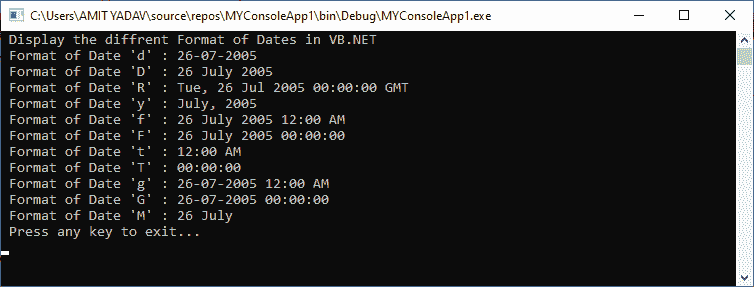 C:\Users\AMIT YADAV\source\repos\MYConsoleApp1\bin\Debug\MYConsoleApp1.exe
Display the diffrent Format of Dates in VB.NET
Format of Date 'd' : 26-07-2005
Format of Date 'D' : 26 July 2005
Format of Date 'R' : Tue, 26 Jul 2005 00:00:00 GMT
Format of Date 'y' : July, 2005
Format of Date 'f' : 26 July 2005 12:00 AM
Format of Date 'F' : 26 July 2005 00:00:00
Format of Date 't' : 12:00 AM
Format of Date 'T' : 00:00:00
Format of Date 'g' : 26-07-2005 12:00 AM
Format of Date 'G' : 26-07-2005 00:00:00
Format of Date 'M' : 26 July
Press any key to exit...